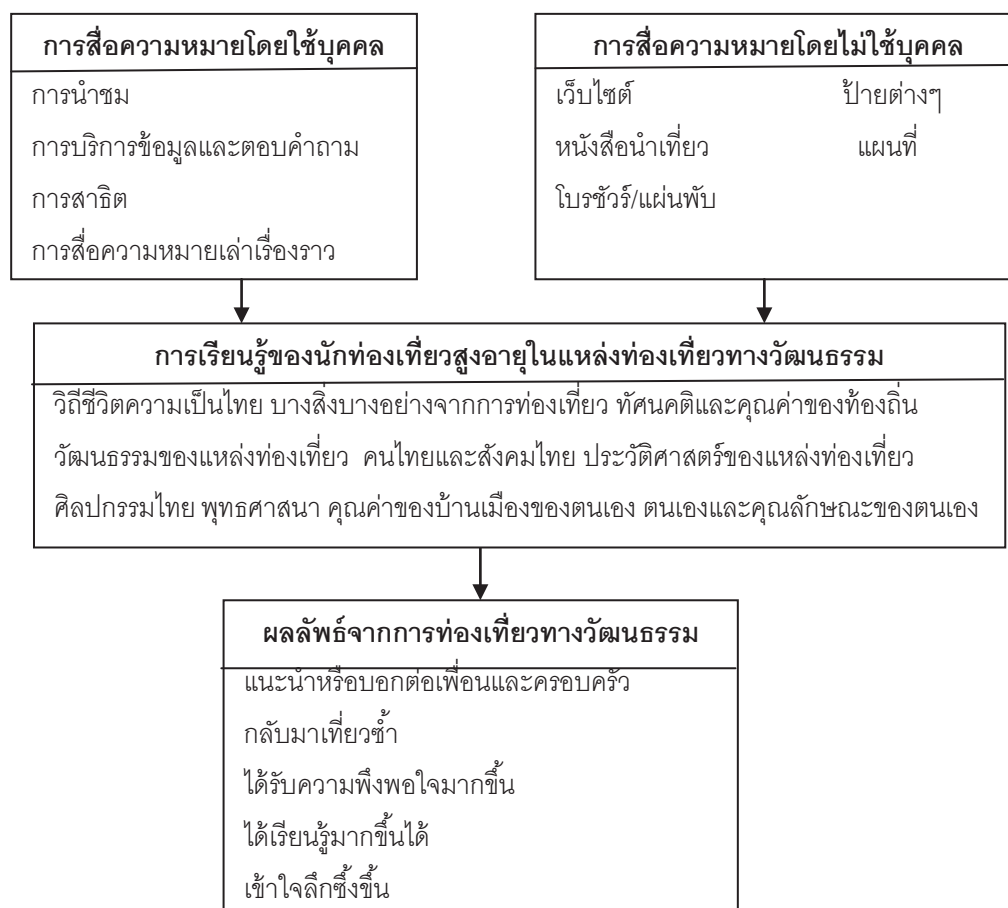 การสื่อความหมายโดยใช้บุคคล
การนำชม
การบริการข้อมูลและตอบคำถาม
การสาธิต
การสื่อความหมายเล่าเรื่องราว
การสื่อความหมายโดยไม่ใช้บุคคล
เว็บไซต์ ป้ายต่างๆ
หนังสือนำเที่ยว แผนที่
โบรชัวร์/แผ่นพับ
การเรียนรู้ของนักท่องเที่ยวสูงอายุในแหล่งท่องเที่ยวทางวัฒนธรรม
วิถีชีวิตความเป็นไทย บางสิ่งบางอย่างจากการท่องเที่ยว ทัศนคติและคุณค่าของท้องถิ่น
วัฒนธรรมของแหล่งท่องเที่ยว คนไทยและสังคมไทย ประวัติศาสตร์ของแหล่งท่องเที่ยว
ศิลปกรรมไทย พุทธศาสนา คุณค่าของบ้านเมืองของตนเอง ตนเองและคุณลักษณะของตนเอง
ผลลัพธ์จากการท่องเที่ยวทางวัฒนธรรม
แนะนำหรือบอกต่อเพื่อนและครอบครัว
กลับมาเที่ยวซ้ำ
ได้รับความพึงพอใจมากขึ้น
ได้เรียนรู้มากขึ้นได้
เข้าใจลึกซึ้งขึ้น